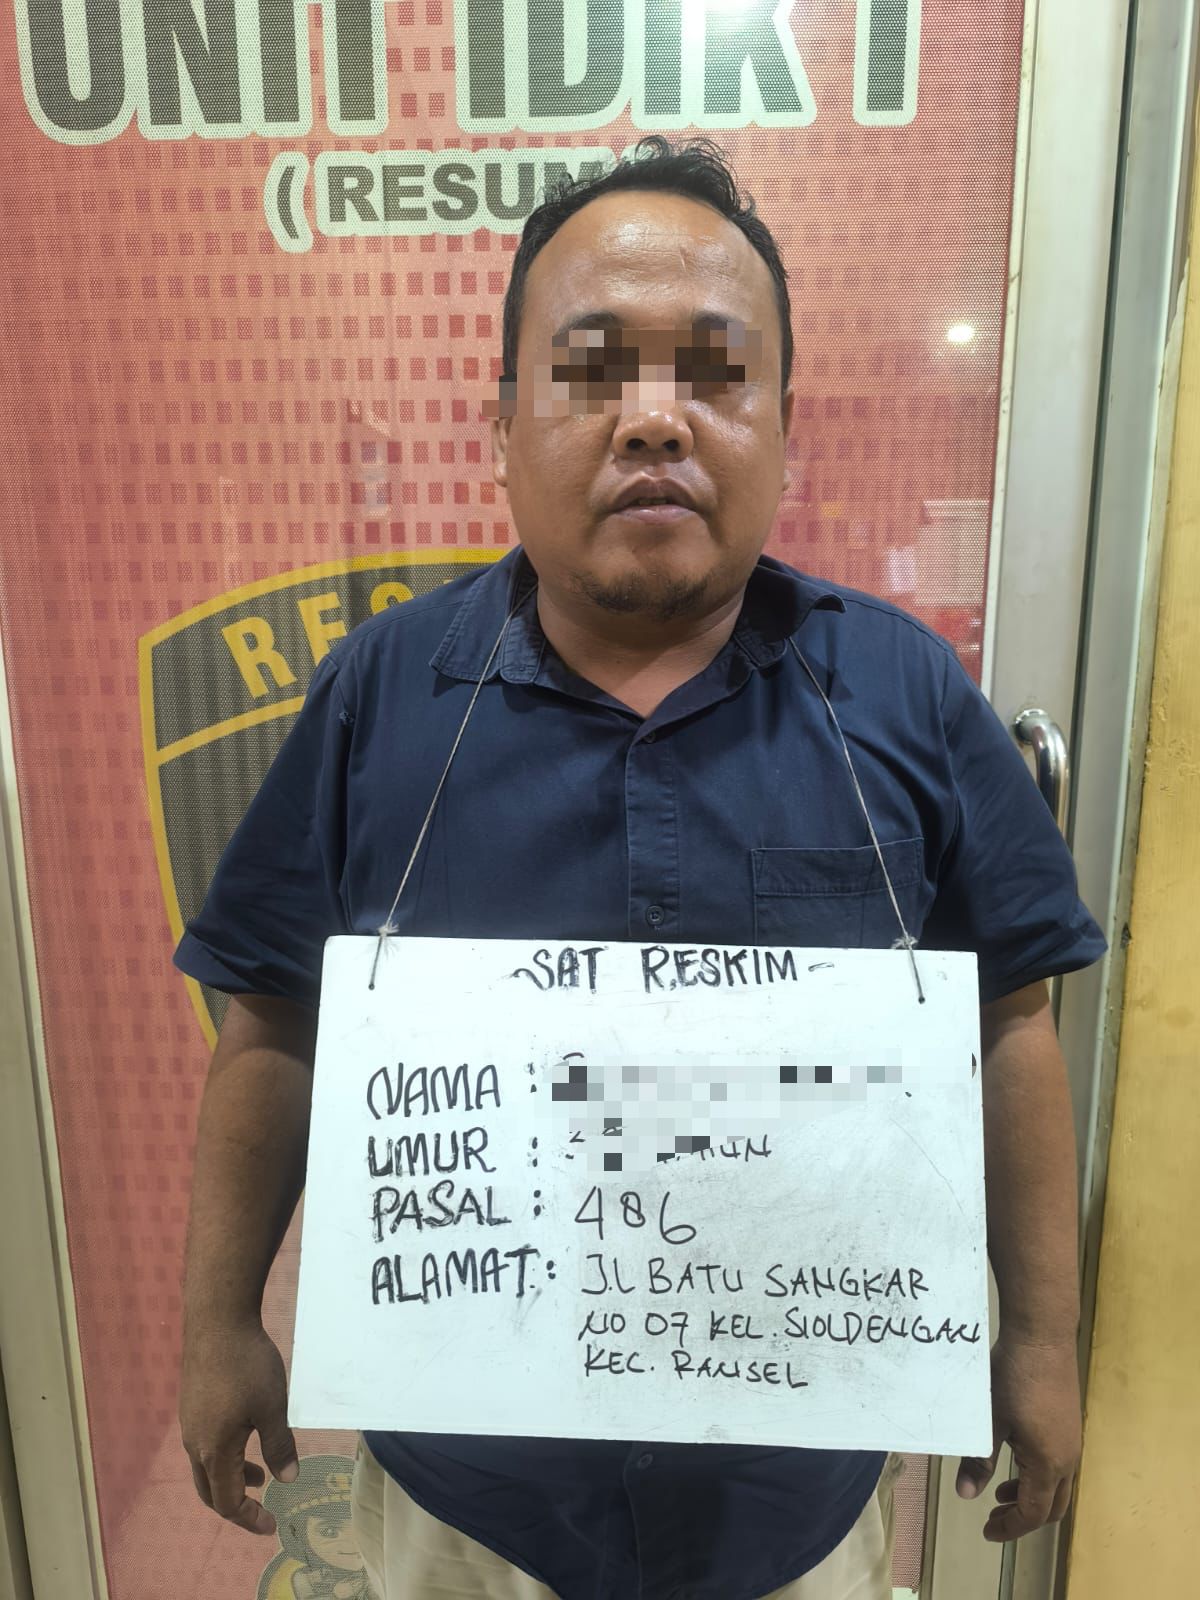 UNIT IDIK I
(RESUM
RES
~SAT RESKIM-
NAMA :
UMUR :
PASAL : 486
ALAMAT : JL BATU SANGKAR
NO 07 KEL. SIOLDENGAN
KEC. RANSEL